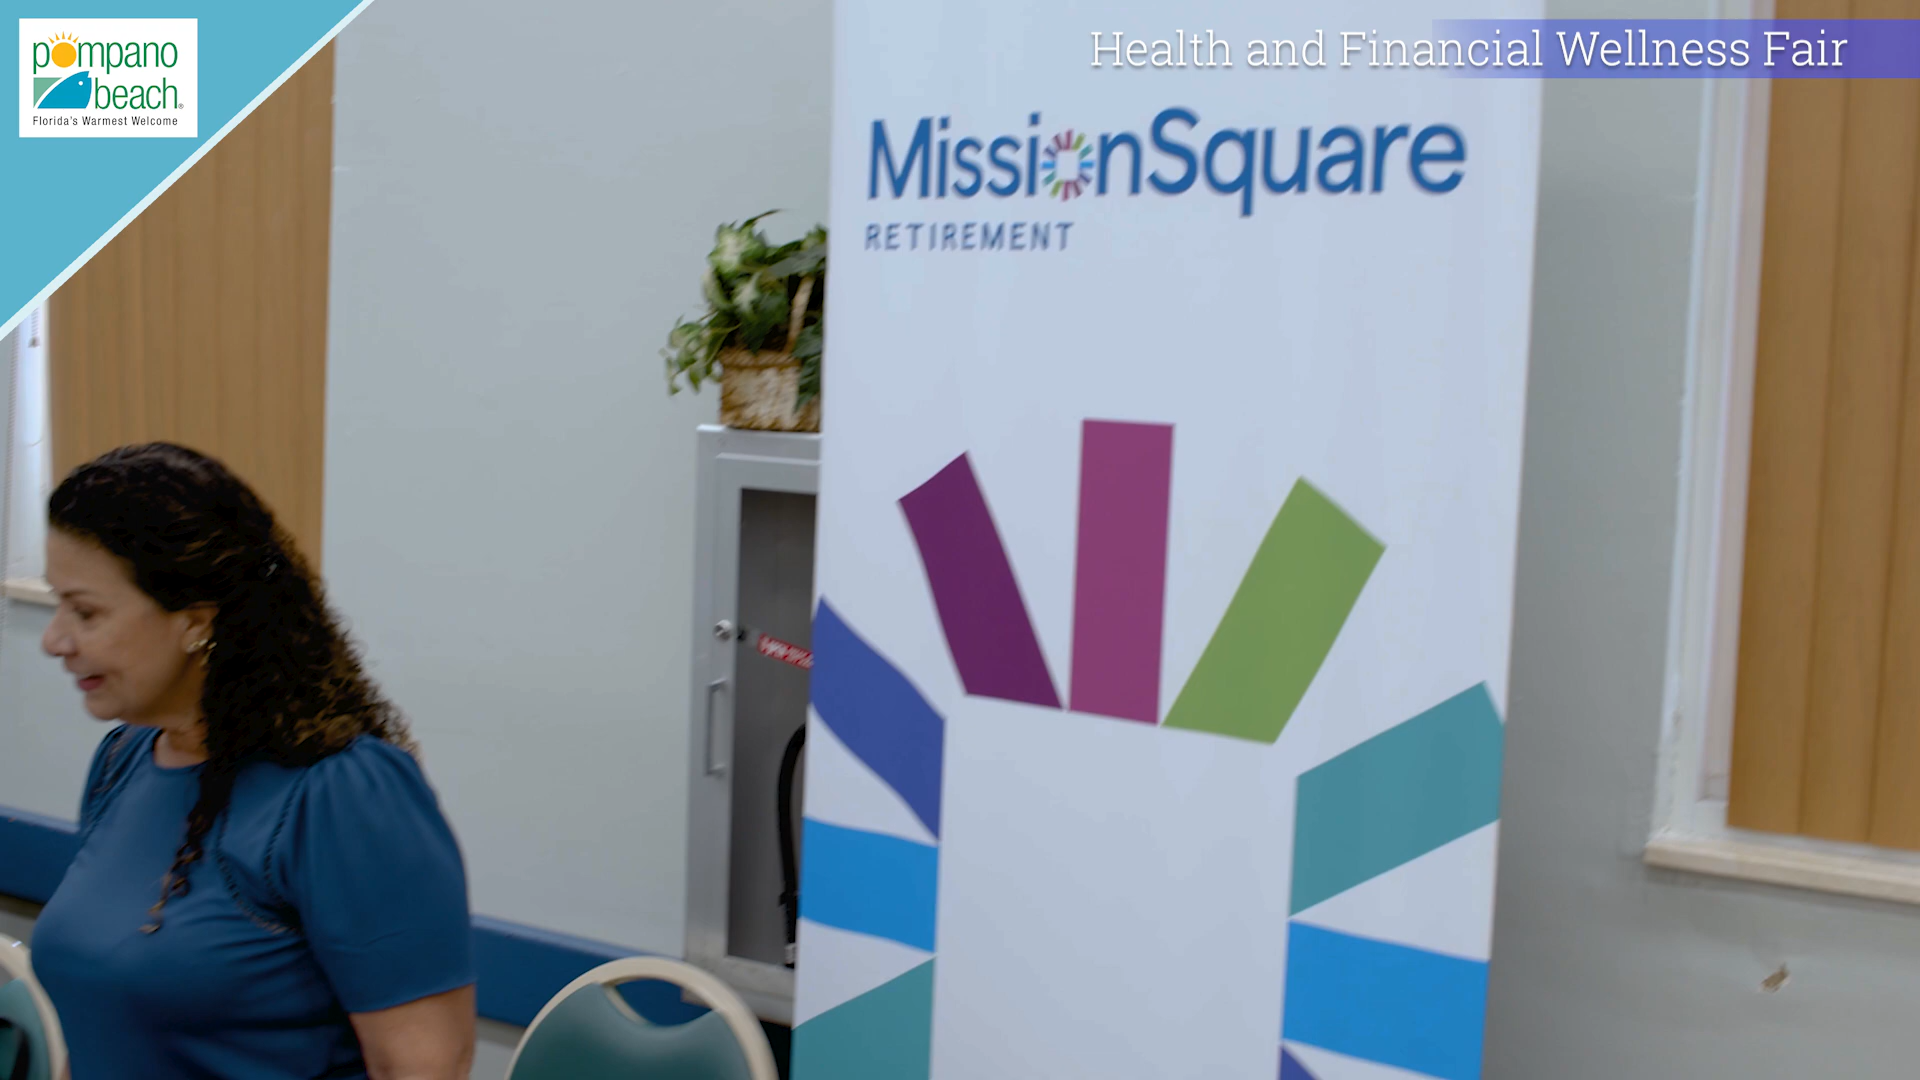 pompano
beach®
Florida's Warmest Welcome
Health and Financial Wellness Fair
MissionSquare
RETIREMENT